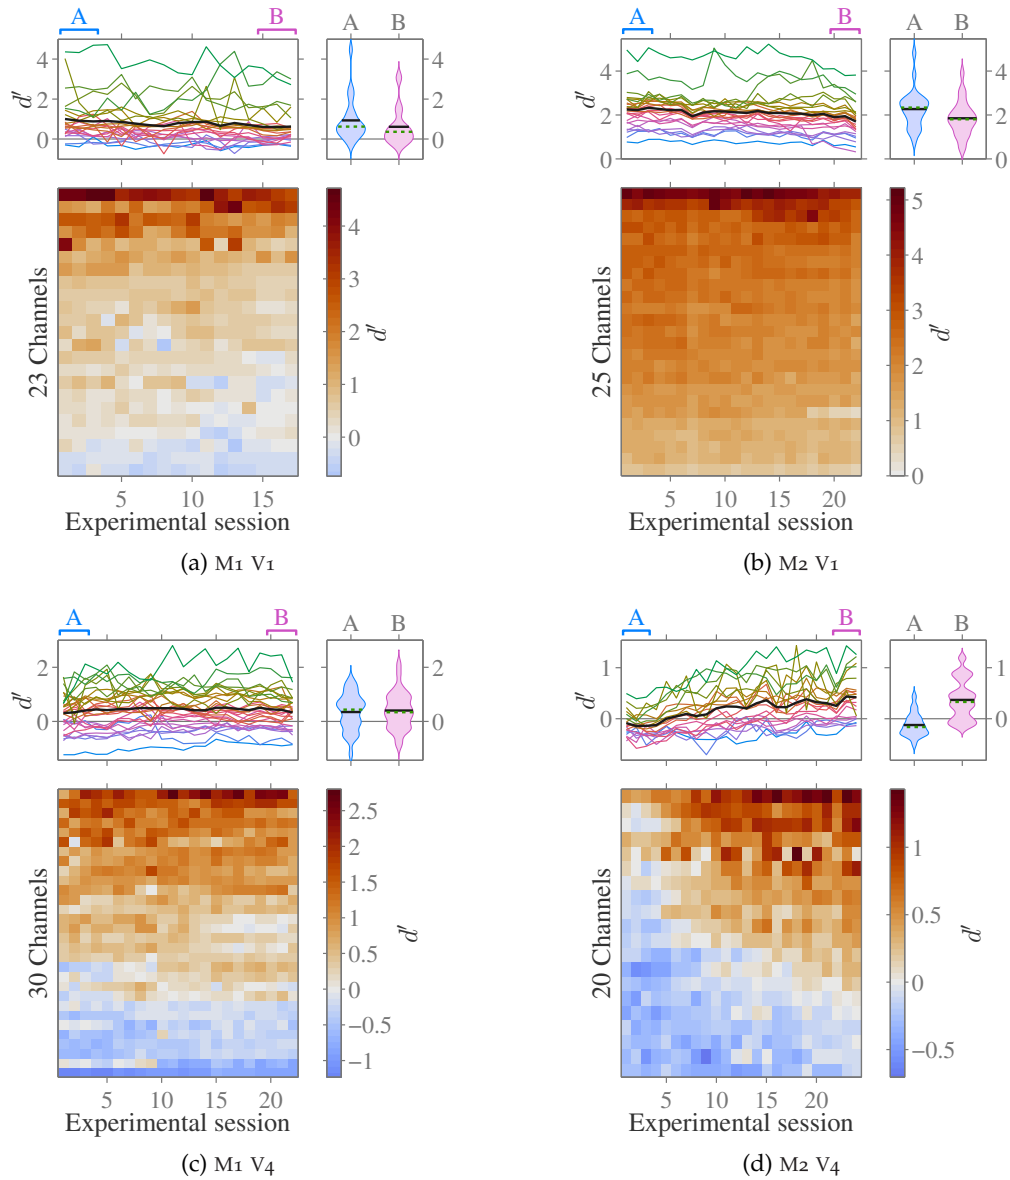 A B A B
4 4
2 2
0 0
d′
4
3
2
1
0
d′
23 Channels
5 10 15
Experimental session
(a) M1 V1
A B A B
4 4
2 2
0 0
d′
5
4
3
2
1
0
d′
25 Channels
5 10 15 20
Experimental session
(b) M2 V1
A B A B
2 2
0 0
d′
2.5
2
1.5
1
0.5
0
−0.5
−1
d′
30 Channels
5 10 15 20
Experimental session
(c) M1 V4
A B A B
1 1
0 0
d′
1
0.5
0
−0.5
d′
20 Channels
5 10 15 20
Experimental session
(d) M2 V4